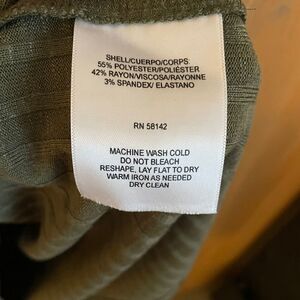 SHELL/CUERPO/CORPS:
55% POLYESTER/POLIÉSTER
42% RAYON/VISCOSA/RAYONNE
3% SPANDEX/ ELASTANO
RN 58142
MACHINE WASH COLD
DO NOT BLEACH
RESHAPE, LAY FLAT TO DRY
WARM IRON AS NEEDED
DRY CLEAN